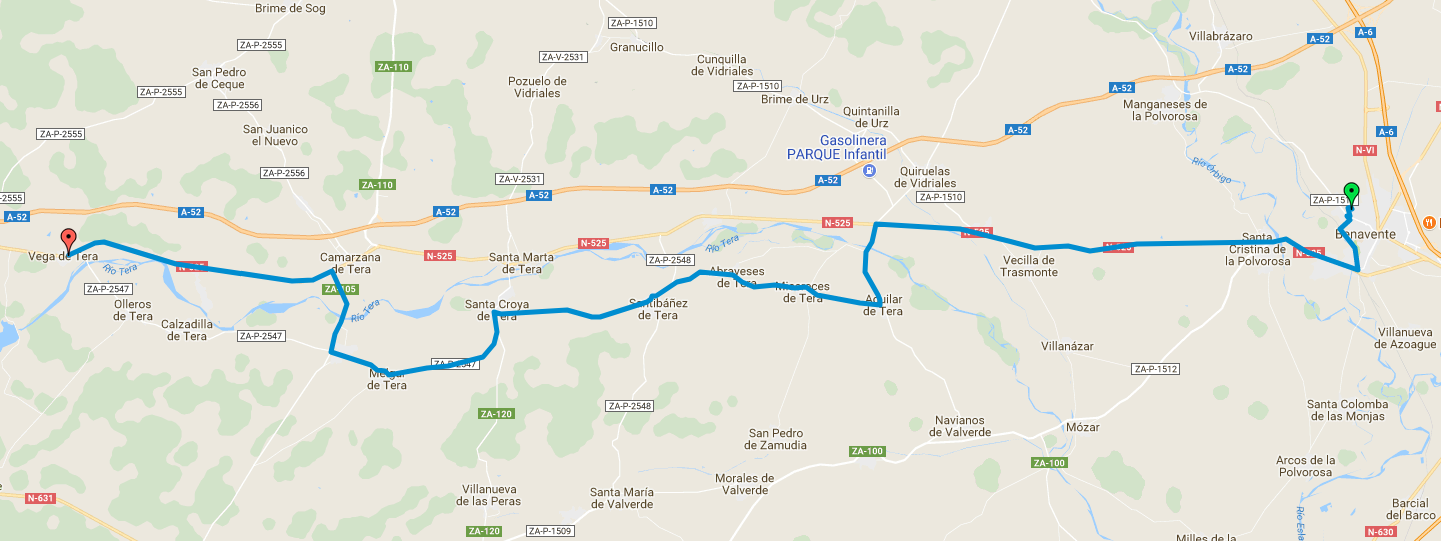 Brime de Sog
ZA-P-1510
Granucillo
ZA-P-2555
ZA-V-2531
ZA-110
A-6
A-52
Villabrázaro
Cunquilla
de Vidriales
San Pedro
de Ceque
ZA-P-2555
Pozuelo de
Vidriales
ZA-P-1510
A-52
A-52
Brime de Urz
ZA-P-2556
Manganeses de
la Polvorosa
Quintanilla
de Urz
ZA-P-2555
San Juanico
el Nuevo
A-52
A-6
Gasolinera
PARQUE Infantil
N-VI
Río Órbigo
ZA-P-2556
ZA-V-2531
ZA-110
Quiruelas
de Vidriales
A-52
A-52
A-52
ZA-P-1510
A-52
A-52
A-52
N-525
Benavente
Santa
Cristina de
la Polvorosa
N-525
Río Tera
N-525
N-525
Vega de Tera
Camarzana
de Tera
Santa Marta
de Tera
ZA-P-2548
Vecilla de
Trasmonte
Río Tera
Abraveses
de Tera
ZA-P-2547
ZA-105
Micereces
de Tera
Aguilar
de Tera
Olleros
de Tera
Río Tera
Santa Croya
de Tera
Santibáñez
de Tera
Calzadilla
de Tera
ZA-P-2547
Villanázar
Villanueva
de Azoague
ZA-P-2547
ZA-P-1512
Melgar
de Tera
ZA-120
ZA-P-2548
Santa Colomba
de las Monjas
Navianos
de Valverde
Mózar
San Pedro
de Zamudia
ZA-100
ZA-100
Arcos de la
Polvorosa
Morales de
Valverde
Villanueva
de las Peras
Santa María
de Valverde
N-631
Barcial
del Barco
Río Esla
ZA-120
ZA-P-1509
N-630
Milles de la